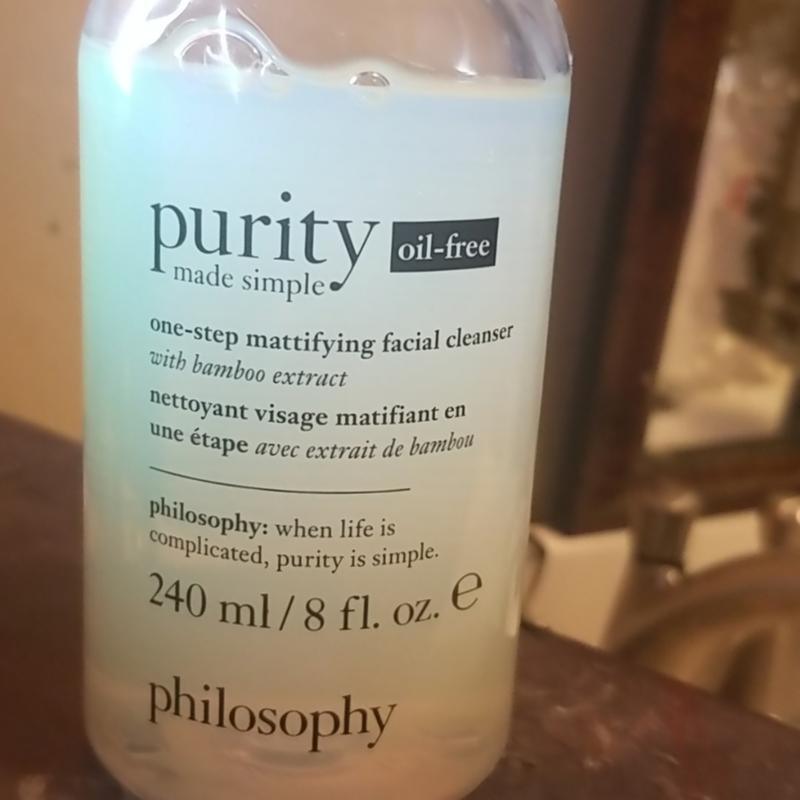 purity oil-free
made simple
one-step mattifying facial cleanser
with bamboo extract
nettoyant visage matifiant en
une étape avec extrait de bambou
philosophy: when life is
complicated, purity is simple.
240 ml / 8 fl. oz. ℮
philosophy